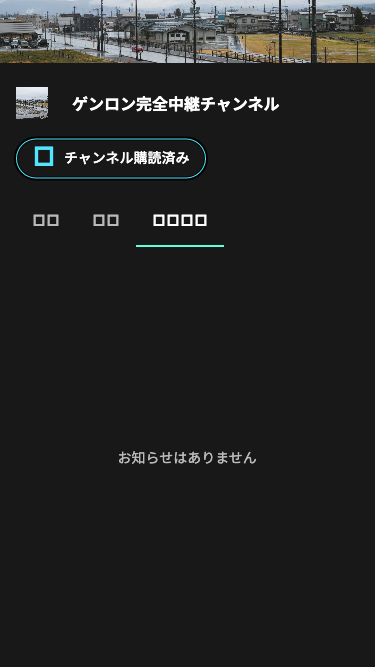 ゲンロン完全中継チャンネル
チャンネル購読済み
お知らせはありません